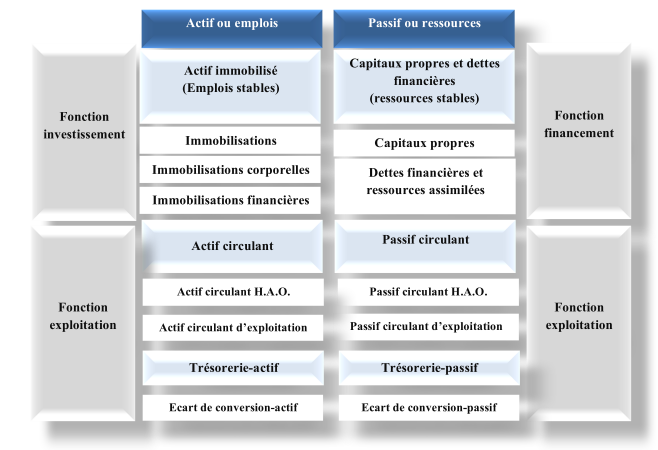 Actif ou emplois
Passif ou ressources
Fonction
investissement
Actif immobilisé
(Emplois stables)
Capitaux propres et dettes
financières
(ressources stables)
Fonction
financement
Immobilisations
Capitaux propres
Immobilisations corporelles
Dettes financières et
ressources assimilées
Immobilisations financières
Fonction
exploitation
Actif circulant
Passif circulant
Fonction
exploitation
Actif circulant H.A.O.
Passif circulant H.A.O.
Actif circulant d'exploitation
Passif circulant d'exploitation
Trésorerie-actif
Trésorerie-passif
Ecart de conversion-actif
Ecart de conversion-passif